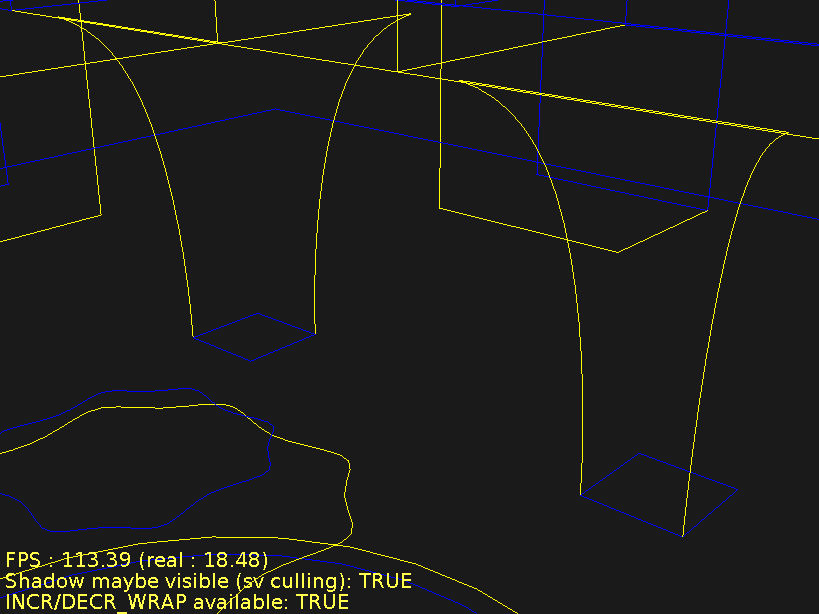 FPS : 113.39 (real : 18.48)
Shadow maybe visible (sv culling): TRUE
INCR/DECR_WRAP available: TRUE